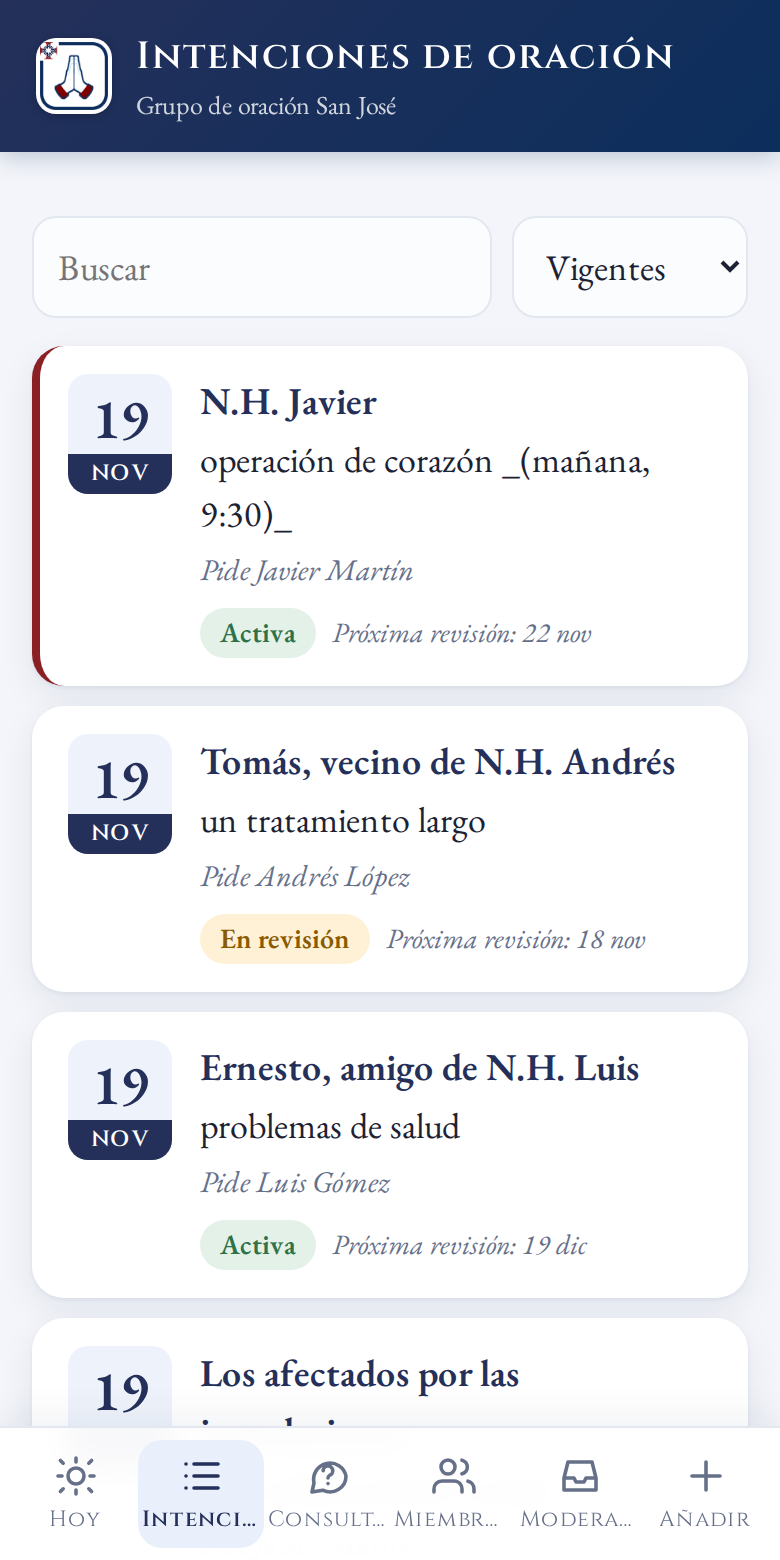 Intenciones de oración
Grupo de oración San José
Buscar
Vigentes
19
NOV
N.H. Javier
operación de corazón _(mañana,
9:30)_
Pide Javier Martín
Activa
Próxima revisión: 22 nov
19
NOV
Tomás, vecino de N.H. Andrés
un tratamiento largo
Pide Andrés López
En revisión
Próxima revisión: 18 nov
19
NOV
Ernesto, amigo de N.H. Luis
problemas de salud
Pide Luis Gómez
Activa
Próxima revisión: 19 dic
19
Los afectados por las
Hoy
Intenci…
Consult…
Miembr…
Modera…
Añadir